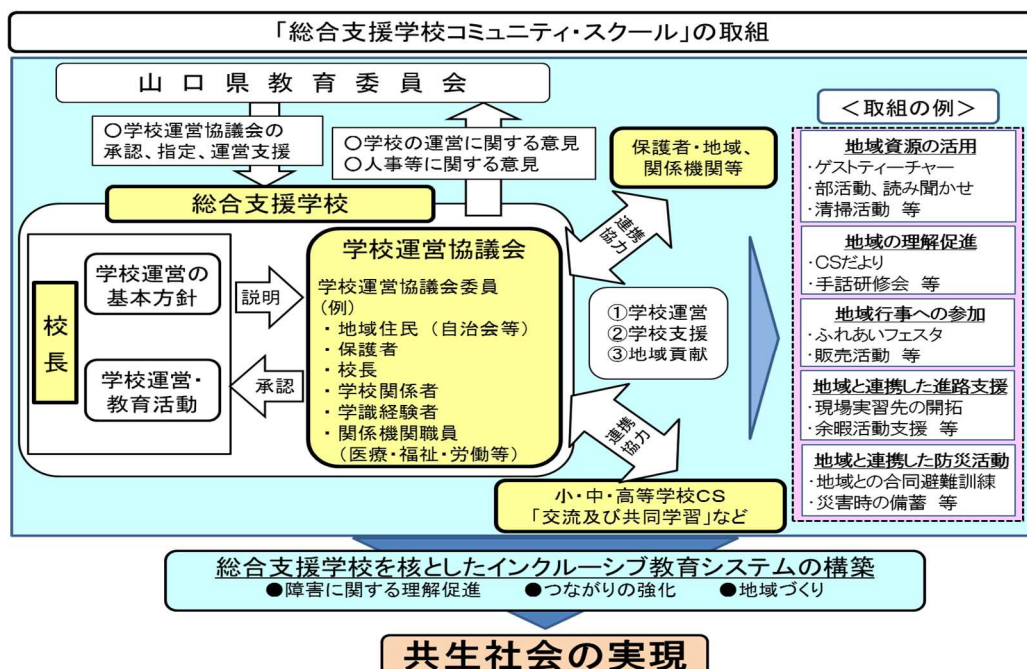 「総合支援学校コミュニティ・スクール」の取組
山口県教育委員会
○学校運営協議会の
承認、指定、運営支援
○学校の運営に関する意見
○人事等に関する意見
保護者・地域、
関係機関等
総合支援学校
校長
学校運営の
基本方針
説明
学校運営・
教育活動
承認
学校運営協議会
学校運営協議会委員
(例)
・地域住民(自治会等)
・保護者
・校長
・学校関係者
・学識経験者
・関係機関職員
(医療・福祉・労働等)
連携
協力
①学校運営
②学校支援
③地域貢献
連携
協力
小・中・高等学校CS
「交流及び共同学習」など
<取組の例>
地域資源の活用
・ゲストティーチャー
・部活動、読み聞かせ
・清掃活動 等
地域の理解促進
・CSだより
・手話研修会 等
地域行事への参加
・ふれあいフェスタ
・販売活動 等
地域と連携した進路支援
・現場実習先の開拓
・余暇活動支援 等
地域と連携した防災活動
・地域との合同避難訓練
・災害時の備蓄 等
総合支援学校を核としたインクルーシブ教育システムの構築
●障害に関する理解促進 ●つながりの強化 ●地域づくり
共生社会の実現